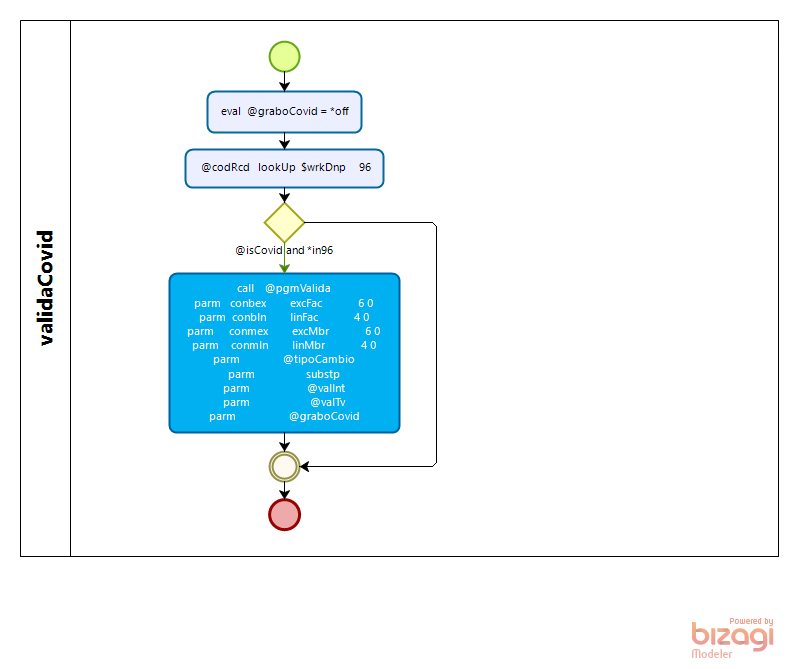 validaCovid
eval @graboCovid = *off
@codRcd lookUp $wrkDnp 96
@isCovid and *in96
call @pgmValida
parm conbex excFac 6 0
parm conbln linFac 4 0
parm conmex excMbr 6 0
parm conmln linMbr 4 0
parm @tipoCambio
parm substp
parm @valInt
parm @valTv
parm @graboCovid
Powered by
bizagi
Modeler